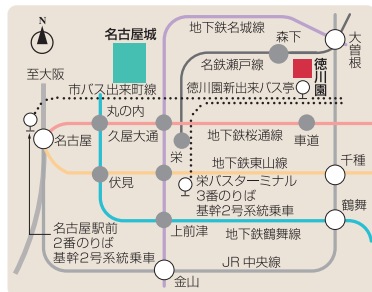 N
名古屋城
地下鉄名城線
森下
大曽根
名鉄瀬戸線
徳川園
至大阪
市バス出来町線
徳川園新出来バス亭
丸の内
名古屋
久屋大通
栄
地下鉄桜通線
車道
地下鉄東山線
千種
伏見
栄バスターミナル
3番のりば
基幹2号系統乗車
鶴舞
名古屋駅前
2番のりば
基幹2号系統乗車
上前津
地下鉄鶴舞線
JR中央線
金山